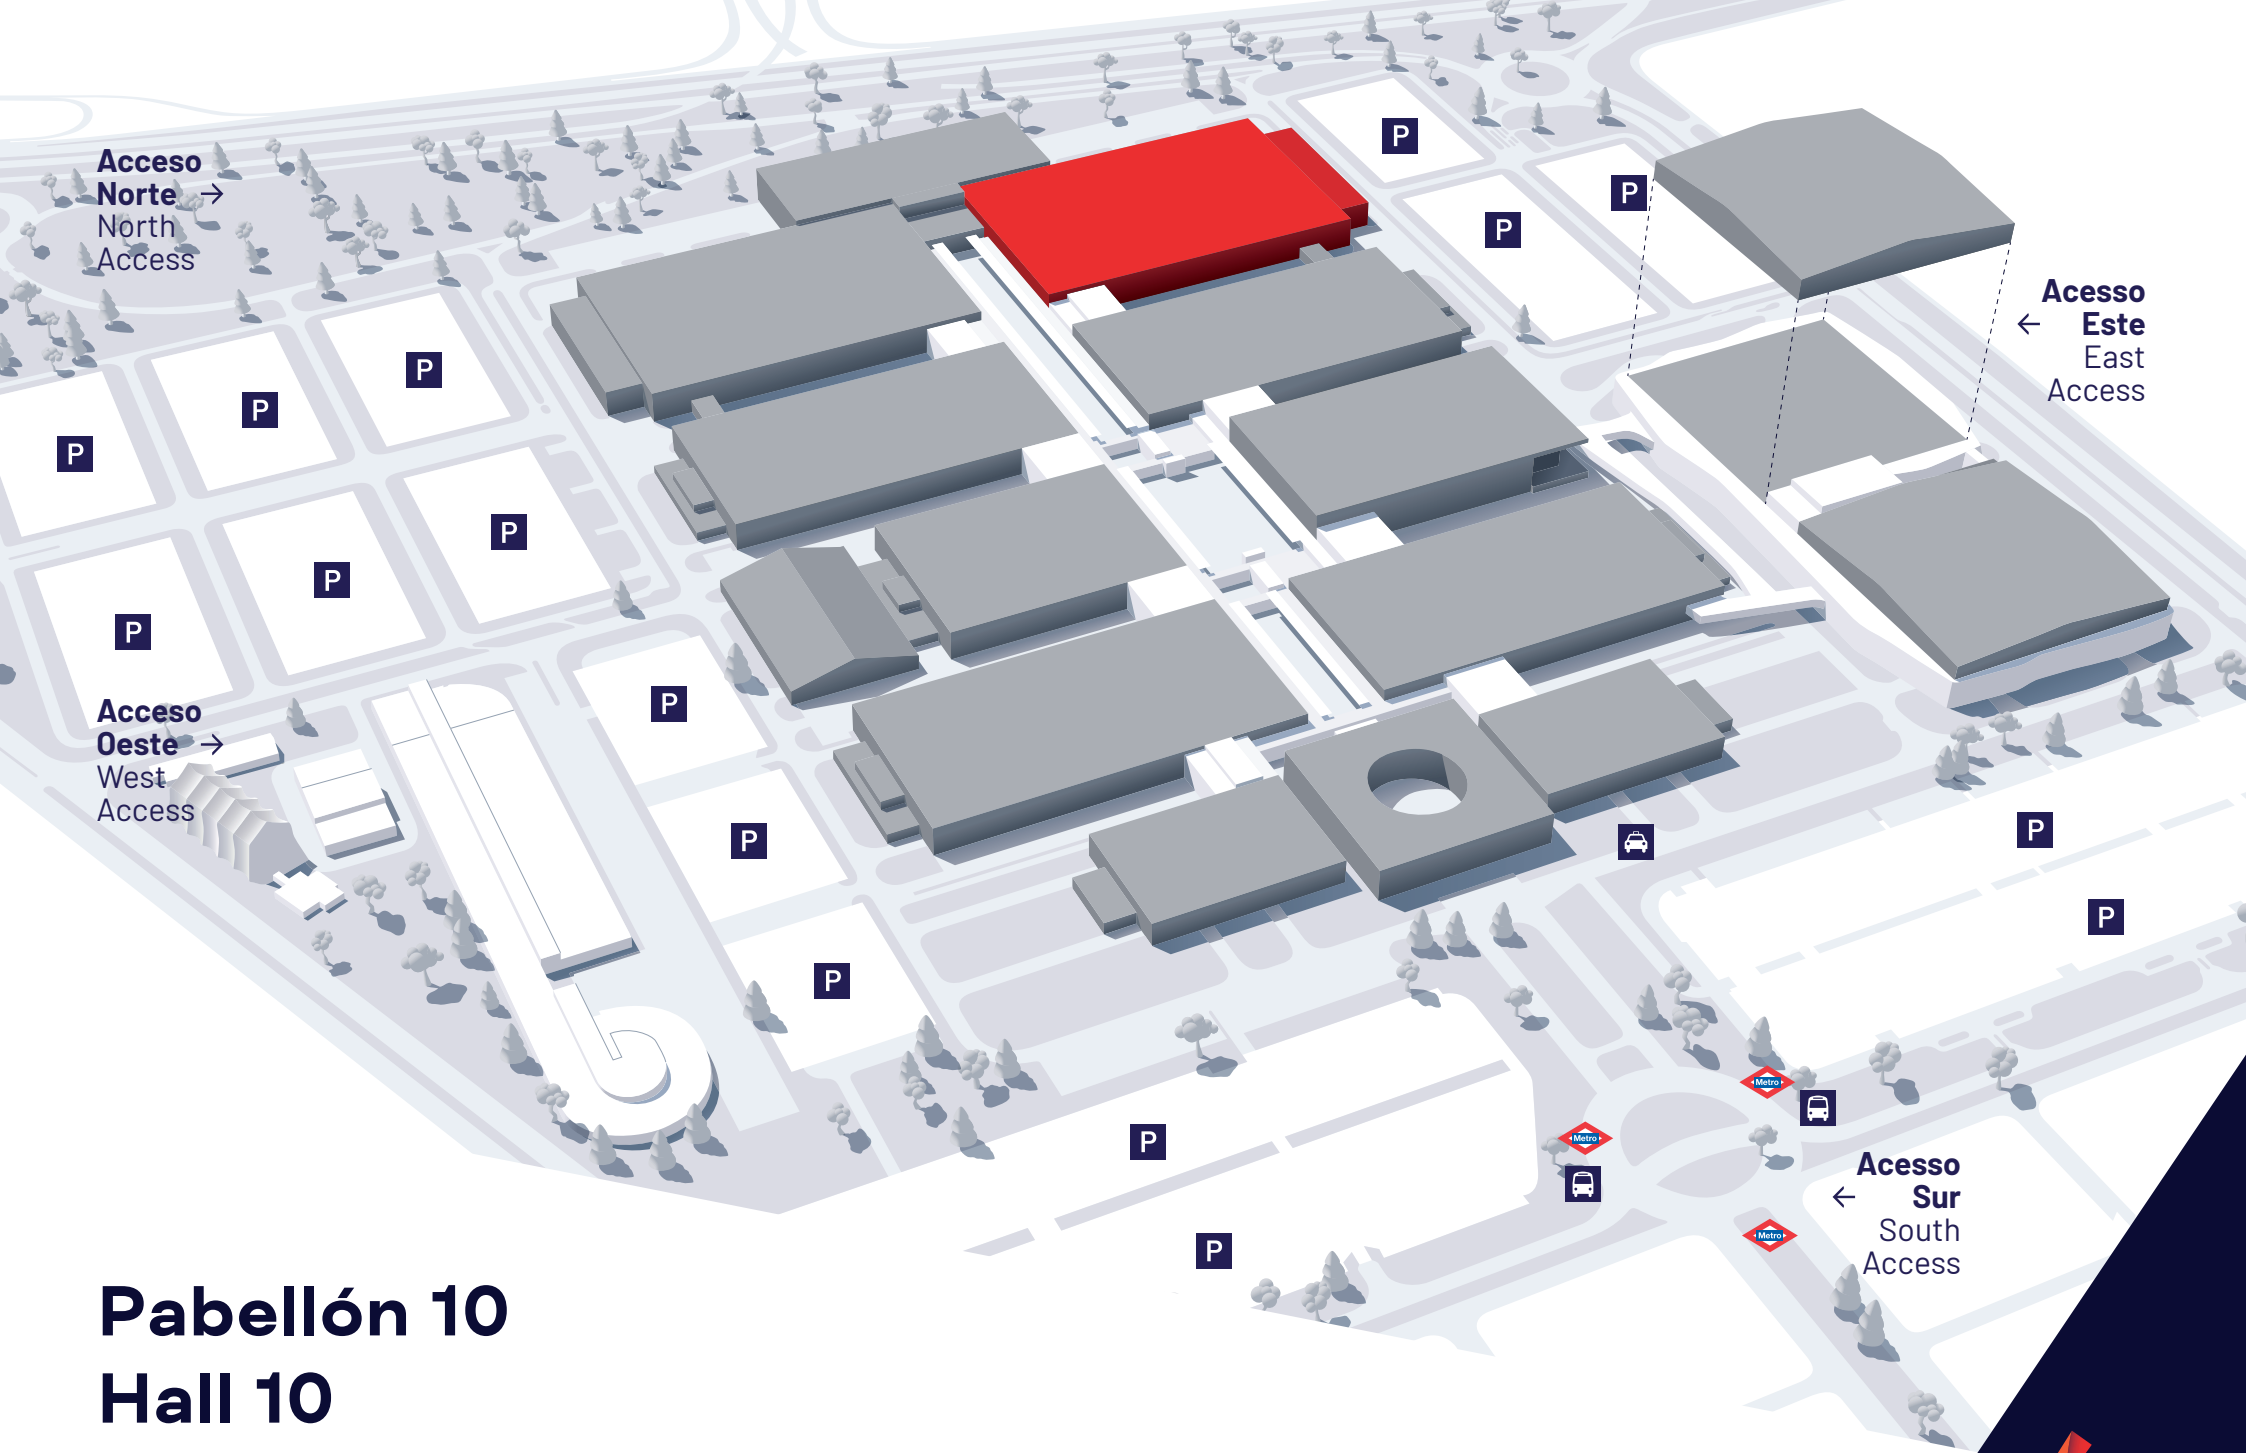 Acceso
Norte →
North
Access
P
P
P
Acesso
← Este
East
Access
P
P
P
P
P
P
Acceso
Oeste →
West
Access
P
P
P
P
P
P
Metro
Metro
P
Acesso
← Sur
South
Access
Metro
P
Pabellón 10
Hall 10